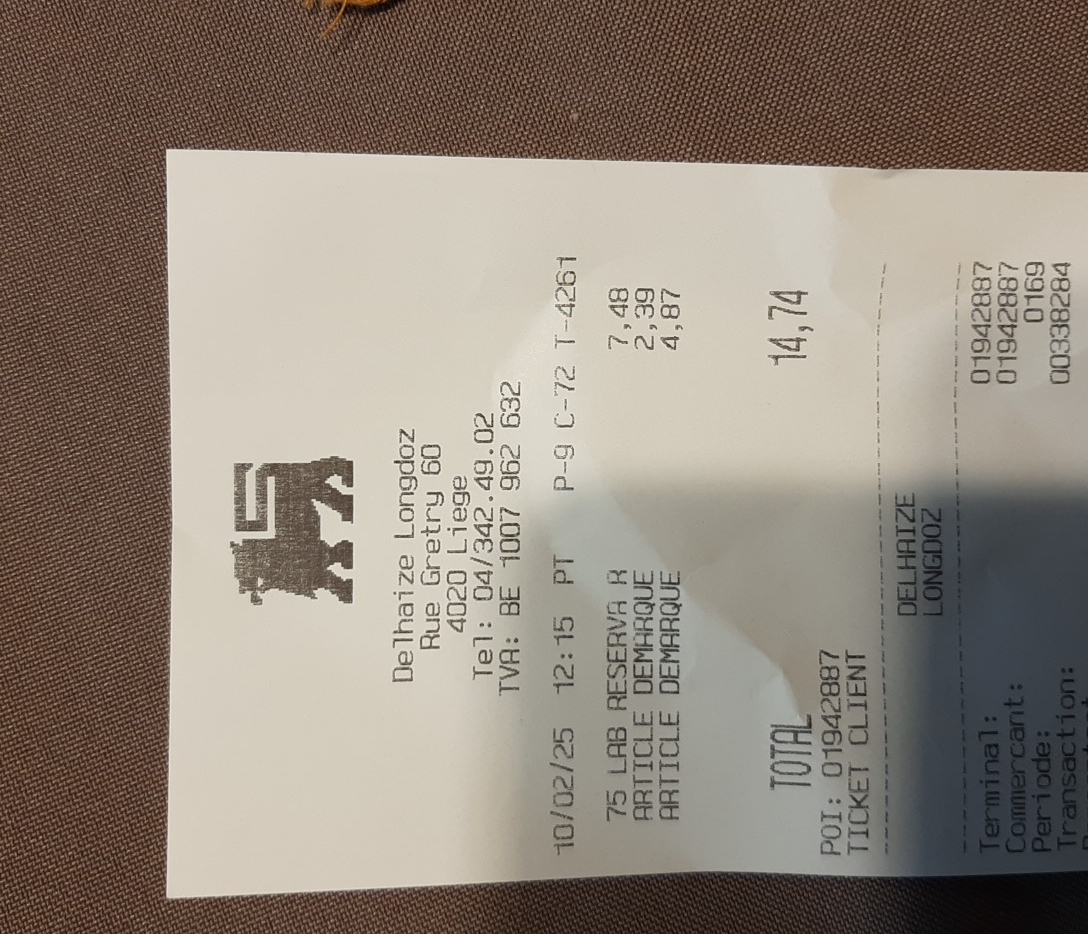 Delhaize Longdoz
Rue Gretry 60
4020 Liege
Tel: 04/342.49.02
TVA: BE 1007 962 632
10/02/25 12:15 PT P-9 C-72 T-4261
75 LAB RESERVA R 7,48
ARTICLE DEMARQUE 2,39
ARTICLE DEMARQUE 4,87
TOTAL 14,74
POI: 01942887
TICKET CLIENT
DELHAIZE
LONGDOZ
Terminal: 01942887
Commercant: 01942887
Periode: 0169
Transaction: 00338284